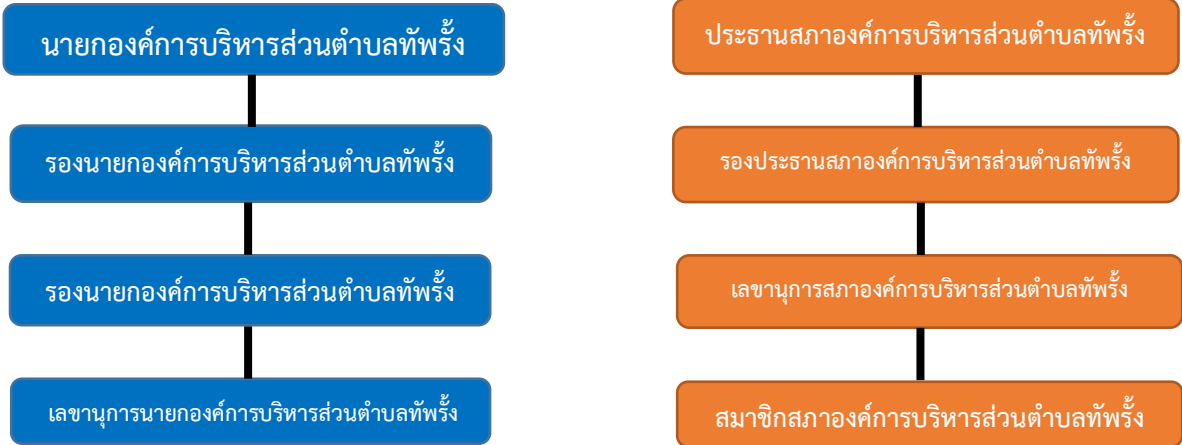 นายกองค์การบริหารส่วนตำบลทัพรั้ง
รองนายกองค์การบริหารส่วนตำบลทัพรั้ง
รองนายกองค์การบริหารส่วนตำบลทัพรั้ง
เลขานุการนายกองค์การบริหารส่วนตำบลทัพรั้ง
ประธานสภาองค์การบริหารส่วนตำบลทัพรั้ง
รองประธานสภาองค์การบริหารส่วนตำบลทัพรั้ง
เลขานุการสภาองค์การบริหารส่วนตำบลทัพรั้ง
สมาชิกสภาองค์การบริหารส่วนตำบลทัพรั้ง